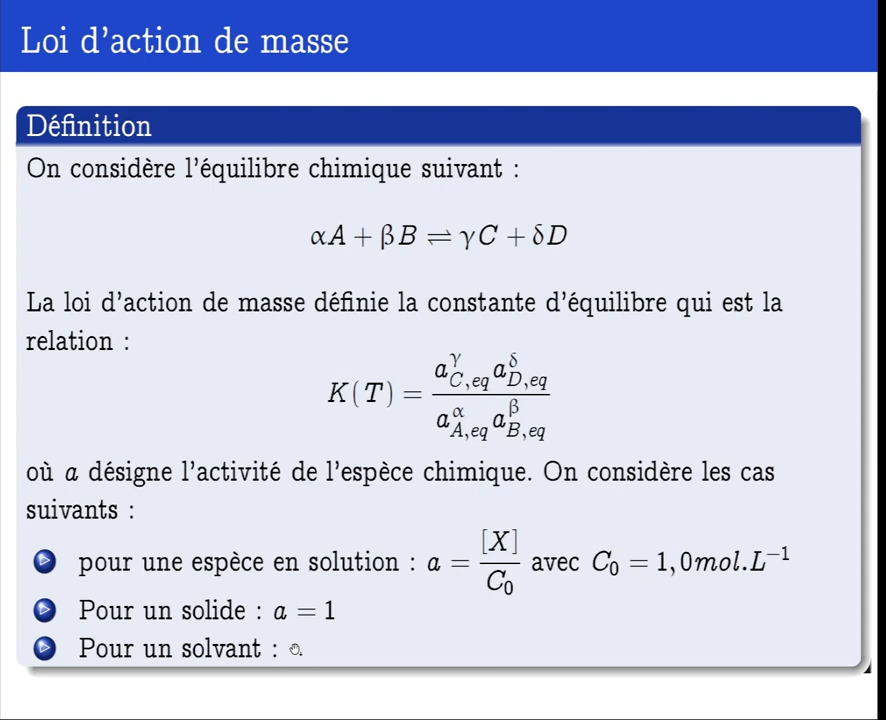 Loi d'action de masse
Définition
On considère l'équilibre chimique suivant :
αA + βB ⇌ γC + δD
La loi d'action de masse définie la constante d'équilibre qui est la
relation :
K(T) = \frac{a_{C,eq}^{γ} a_{D,eq}^{δ}}{a_{A,eq}^{α} a_{B,eq}^{β}}
où a désigne l'activité de l'espèce chimique. On considère les cas
suivants :
pour une espèce en solution : a = \frac{[X]}{C_0} avec C_0 = 1,0mol.L^{-1}
Pour un solide : a = 1
Pour un solvant :